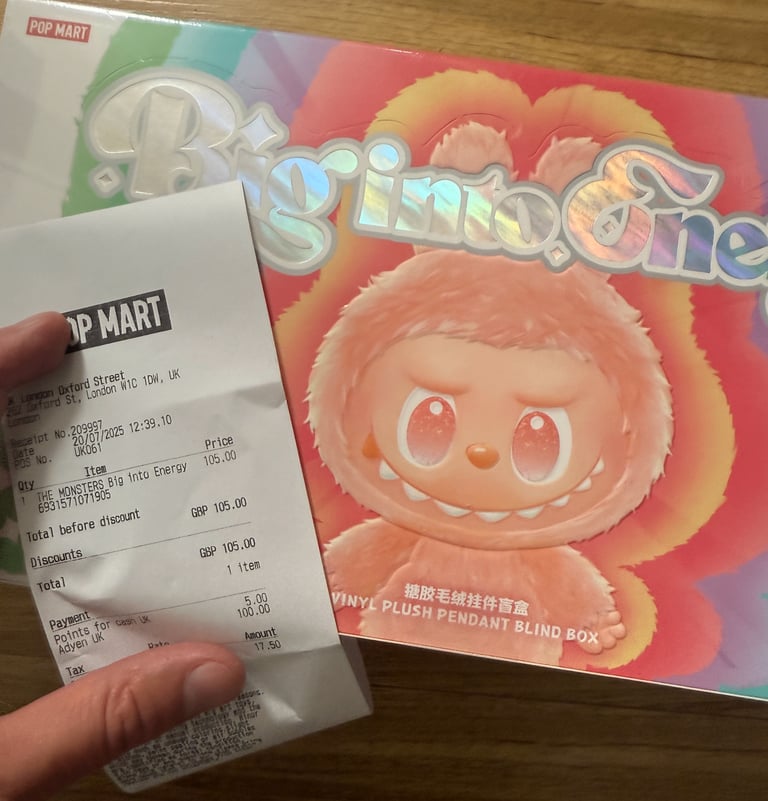 POP MART
Big into Ene
搪胶毛绒挂件盲盒
VINYL PLUSH PENDANT BLIND BOX
OP MART
London Oxford Street
Oxford St, London W1C 1DW, UK
London
Receipt No.209997
Date 20/07/2025 12:39.10
POS No. UK061
Qty Item Price
1 THE MONSTERS Big into Energy 105.00
6931571071905
Total before discount GBP 105.00
Discounts
Total GBP 105.00
1 item
Payment
Points for cash UK 5.00
Adyen UK 100.00
Tax Rate Amount
17.50